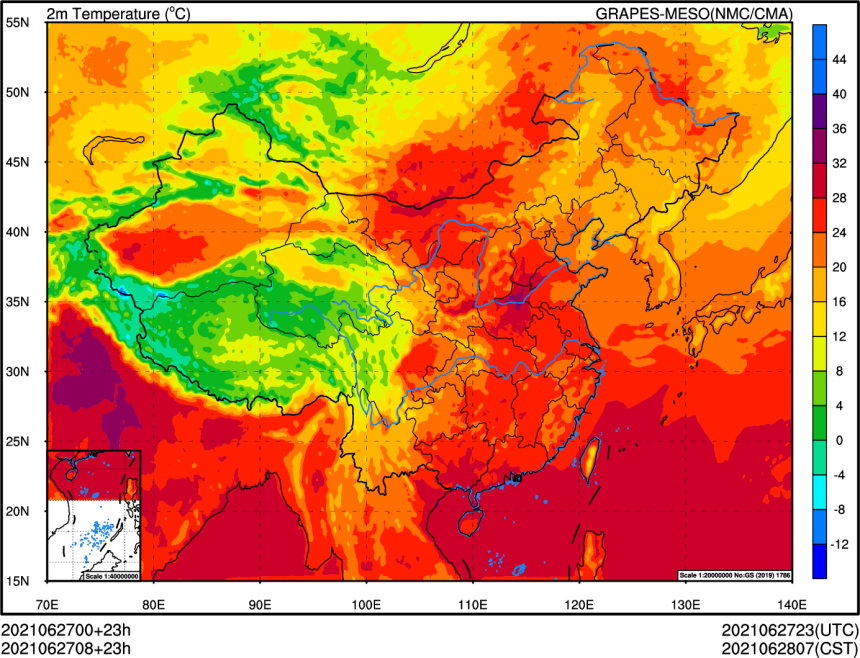 2m Temperature (°C) GRAPES-MESO(NMC/CMA)
55N
50N
45N
40N
35N
30N
25N
20N
15N
70E 80E 90E 100E 110E 120E 130E 140E
44
40
36
32
28
24
20
16
12
8
4
0
-4
-8
-12
Scale 1:40000000
Scale 1:20000000 No:GS (2019) 1786
2021062700+23h 2021062723(UTC)
2021062708+23h 2021062807(CST)